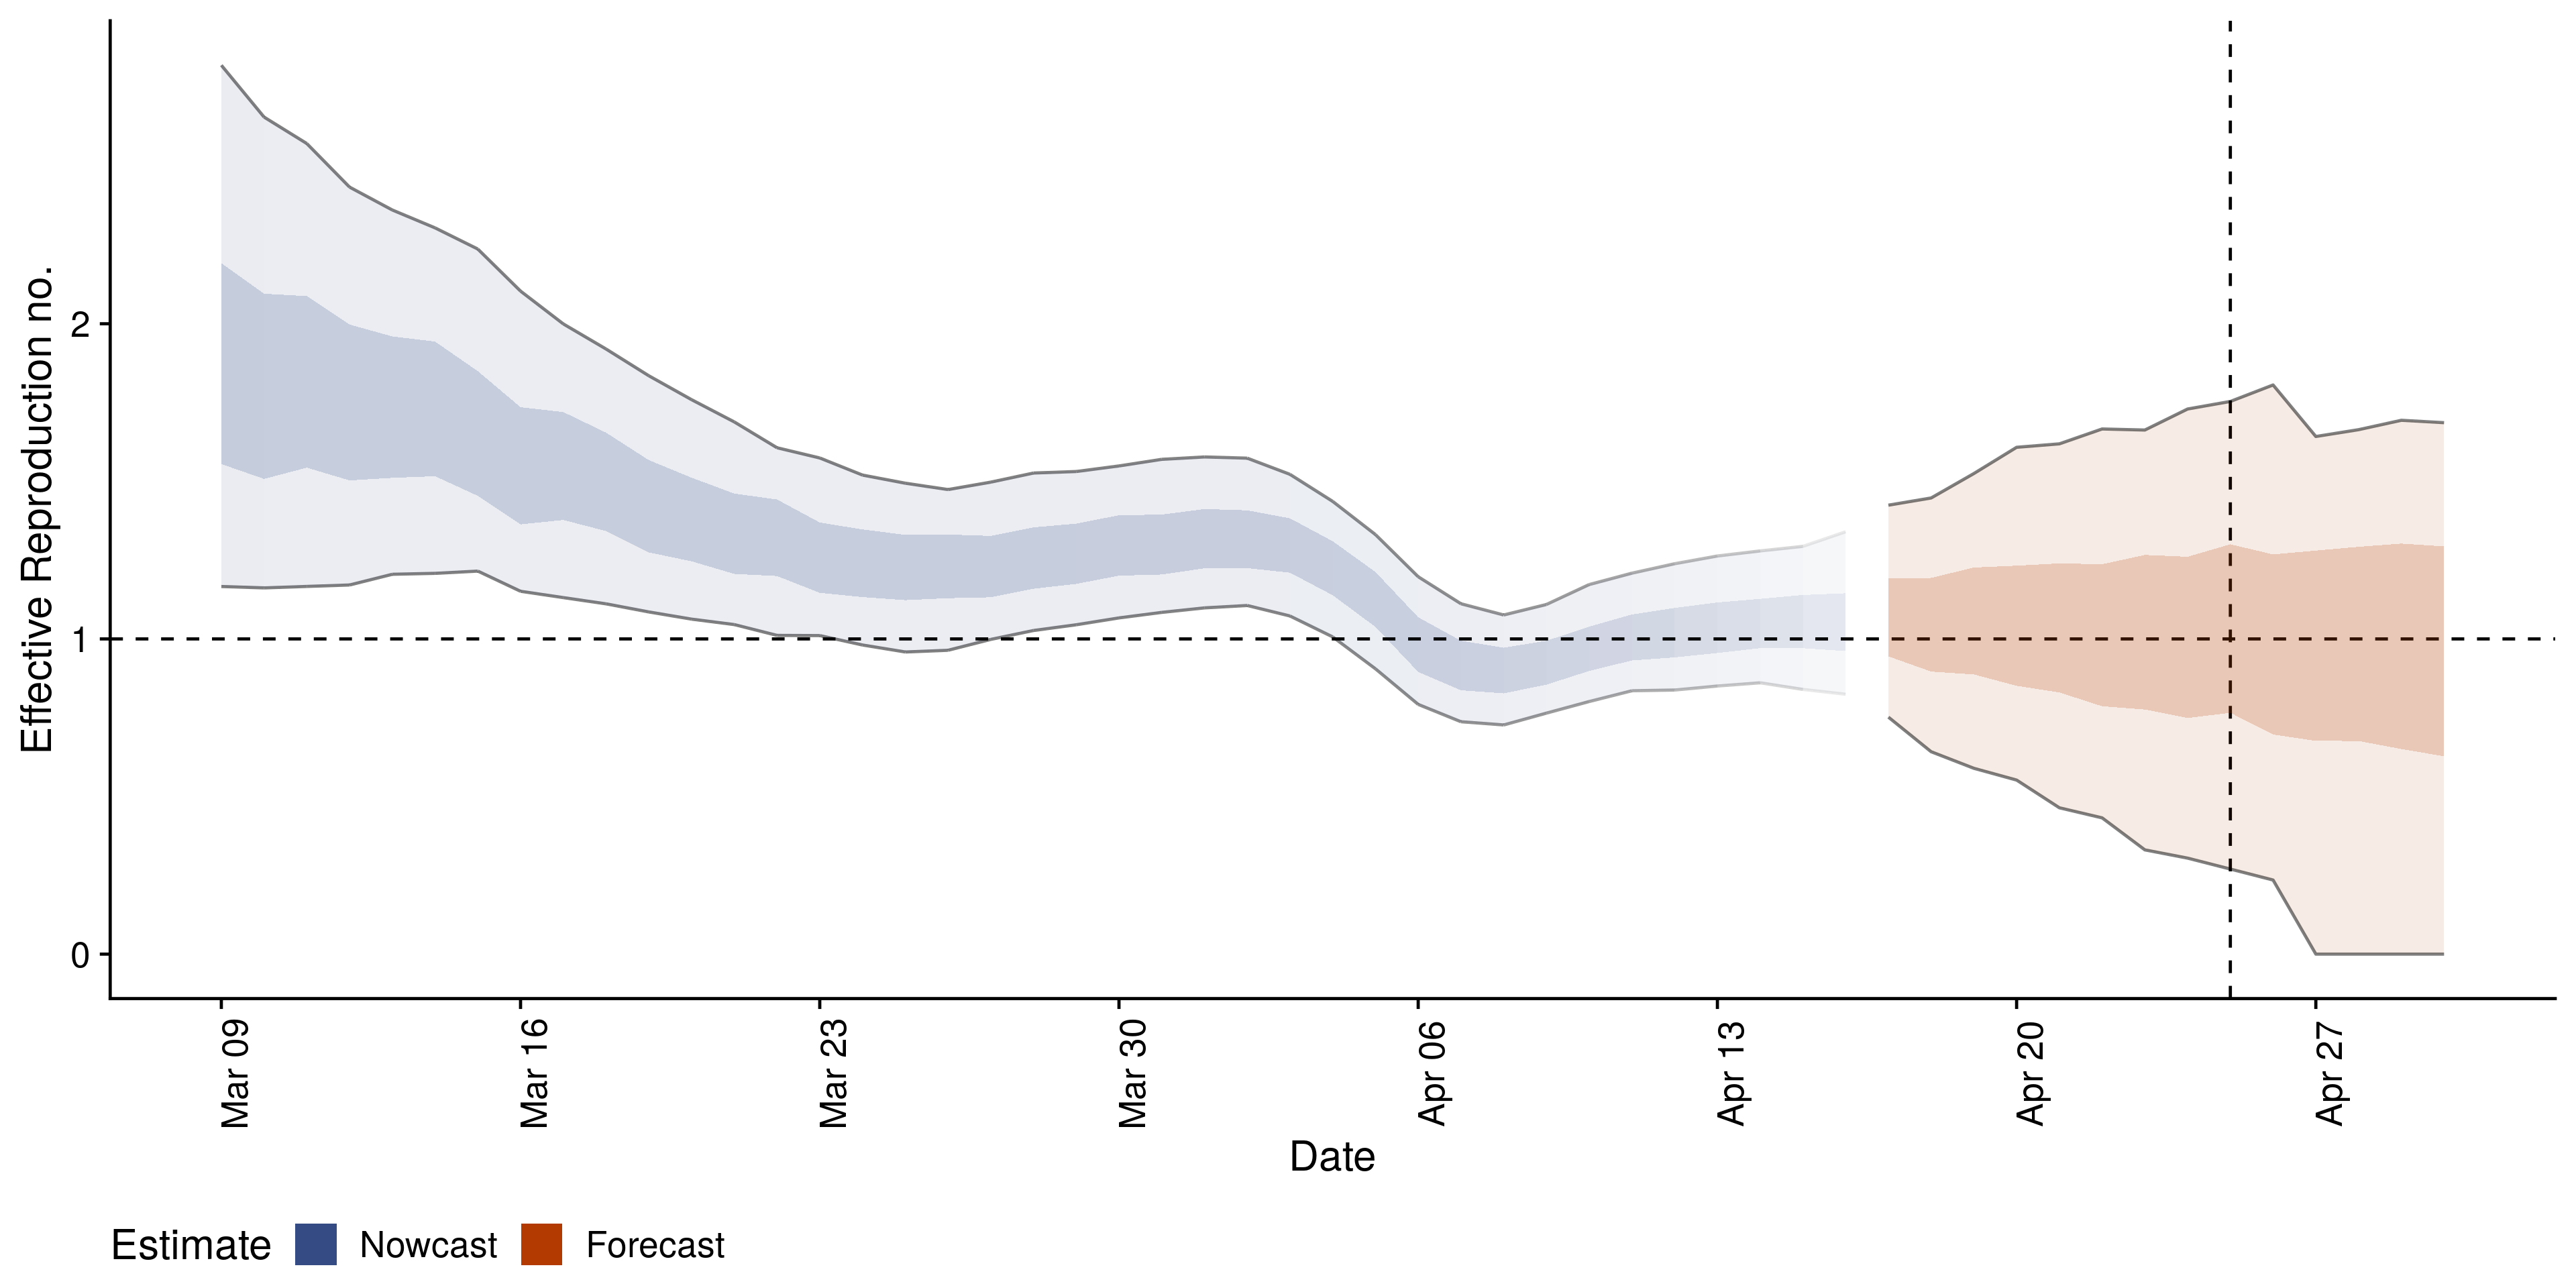 Effective Reproduction no.
2
1
0
Mar 09
Mar 16
Mar 23
Mar 30
Apr 06
Apr 13
Apr 20
Apr 27
Date
Estimate Nowcast Forecast